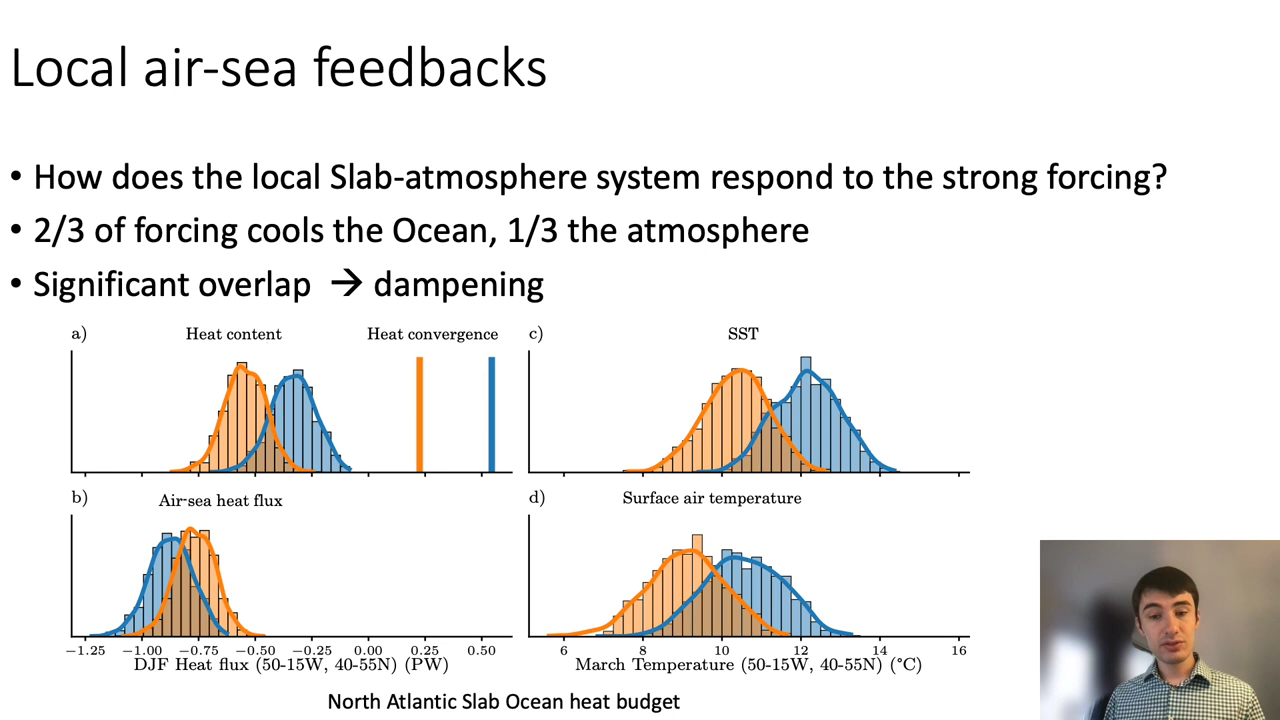 Local air-sea feedbacks
• How does the local Slab-atmosphere system respond to the strong forcing?
• 2/3 of forcing cools the Ocean, 1/3 the atmosphere
• Significant overlap → dampening
a) Heat content Heat convergence
c) SST
b) Air-sea heat flux
d) Surface air temperature
−1.25 −1.00 −0.75 −0.50 −0.25 0.00 0.25 0.50
DJF Heat flux (50-15W, 40-55N) (PW)
6 8 10 12 14 16
March Temperature (50-15W, 40-55N) (°C)
North Atlantic Slab Ocean heat budget